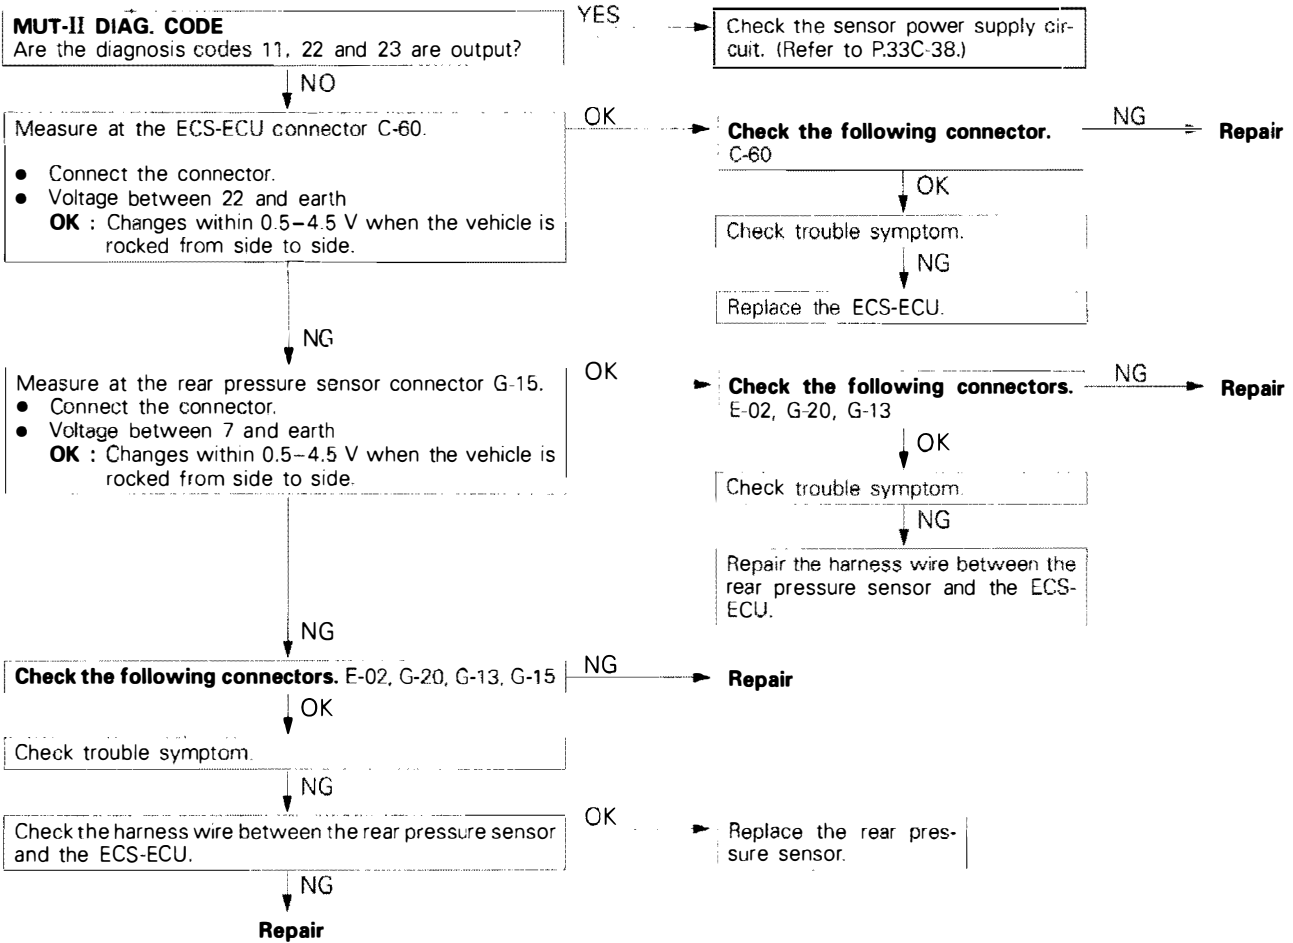 MUT-II DIAG. CODE
Are the diagnosis codes 11, 22 and 23 are output?
YES
Check the sensor power supply cir-
cuit. (Refer to P.33C-38.)
NO
Measure at the ECS-ECU connector C-60.
● Connect the connector.
● Voltage between 22 and earth
OK : Changes within 0.5–4.5 V when the vehicle is
rocked from side to side.
OK
Check the following connector.
C-60
NG
Repair
OK
Check trouble symptom.
NG
Replace the ECS-ECU.
NG
Measure at the rear pressure sensor connector G-15.
● Connect the connector.
● Voltage between 7 and earth
OK : Changes within 0.5–4.5 V when the vehicle is
rocked from side to side.
OK
Check the following connectors.
E-02, G-20, G-13
NG
Repair
OK
Check trouble symptom.
NG
Repair the harness wire between the
rear pressure sensor and the ECS-
ECU.
NG
Check the following connectors. E-02, G-20, G-13, G-15
NG
Repair
OK
Check trouble symptom.
NG
Check the harness wire between the rear pressure sensor
and the ECS-ECU.
OK
Replace the rear pres-
sure sensor.
NG
Repair